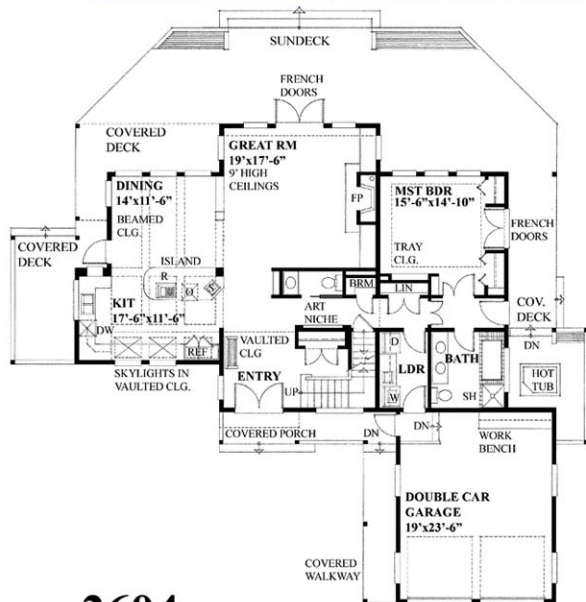 SUNDECK
FRENCH
DOORS
COVERED
DECK
GREAT RM
19'x17'-6"
9' HIGH
CEILINGS
DINING
14'x11'-6"
BEAMED
CLG.
FP
MST BDR
15'-6"x14'-10"
TRAY
CLG.
FRENCH
DOORS
COVERED
DECK
ISLAND
R
O
S
KIT
17'-6"x11'-6"
DW
REF
SKYLIGHTS IN
VAULTED CLG.
BRM
LIN
ART
NICHE
VAULTED
CLG
ENTRY
UP
D
LDR
W
BATH
SH
COV.
DECK
DN
HOT
TUB
COVERED PORCH
DN
DN
WORK
BENCH
DOUBLE CAR
GARAGE
19'x23'-6"
COVERED
WALKWAY